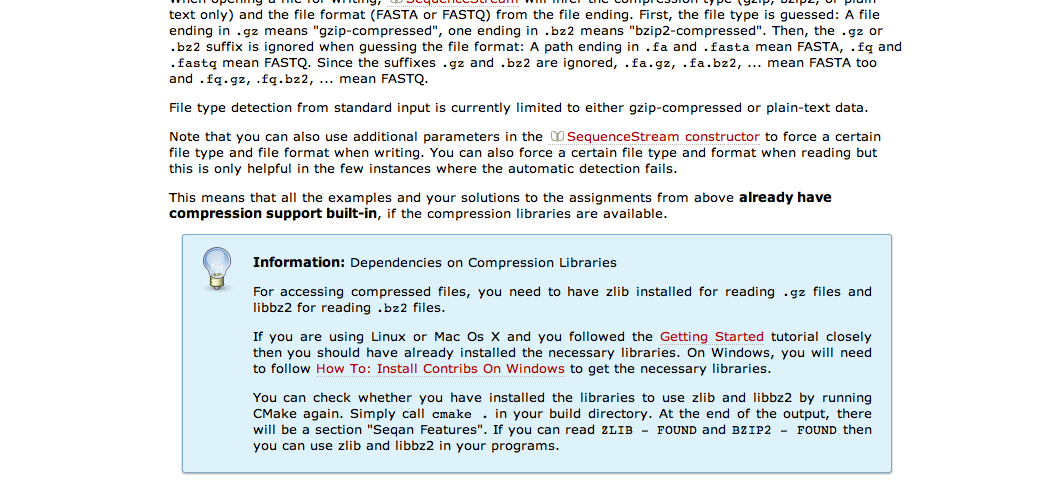 When opening a file for writing, SequenceStream will infer the compression type (gzip, bzip2, or plain
text only) and the file format (FASTA or FASTQ) from the file ending. First, the file type is guessed: A file
ending in .gz means "gzip-compressed", one ending in .bz2 means "bzip2-compressed". Then, the .gz or
.bz2 suffix is ignored when guessing the file format: A path ending in .fa and .fasta mean FASTA, .fq and
.fastq mean FASTQ. Since the suffixes .gz and .bz2 are ignored, .fa.gz, .fa.bz2, ... mean FASTA too
and .fq.gz, .fq.bz2, ... mean FASTQ.
File type detection from standard input is currently limited to either gzip-compressed or plain-text data.
Note that you can also use additional parameters in the SequenceStream constructor to force a certain
file type and file format when writing. You can also force a certain file type and format when reading but
this is only helpful in the few instances where the automatic detection fails.
This means that all the examples and your solutions to the assignments from above already have
compression support built-in, if the compression libraries are available.
Information: Dependencies on Compression Libraries
For accessing compressed files, you need to have zlib installed for reading .gz files and
libbz2 for reading .bz2 files.
If you are using Linux or Mac Os X and you followed the Getting Started tutorial closely
then you should have already installed the necessary libraries. On Windows, you will need
to follow How To: Install Contribs On Windows to get the necessary libraries.
You can check whether you have installed the libraries to use zlib and libbz2 by running
CMake again. Simply call cmake . in your build directory. At the end of the output, there
will be a section "Seqan Features". If you can read ZLIB - FOUND and BZIP2 - FOUND then
you can use zlib and libbz2 in your programs.